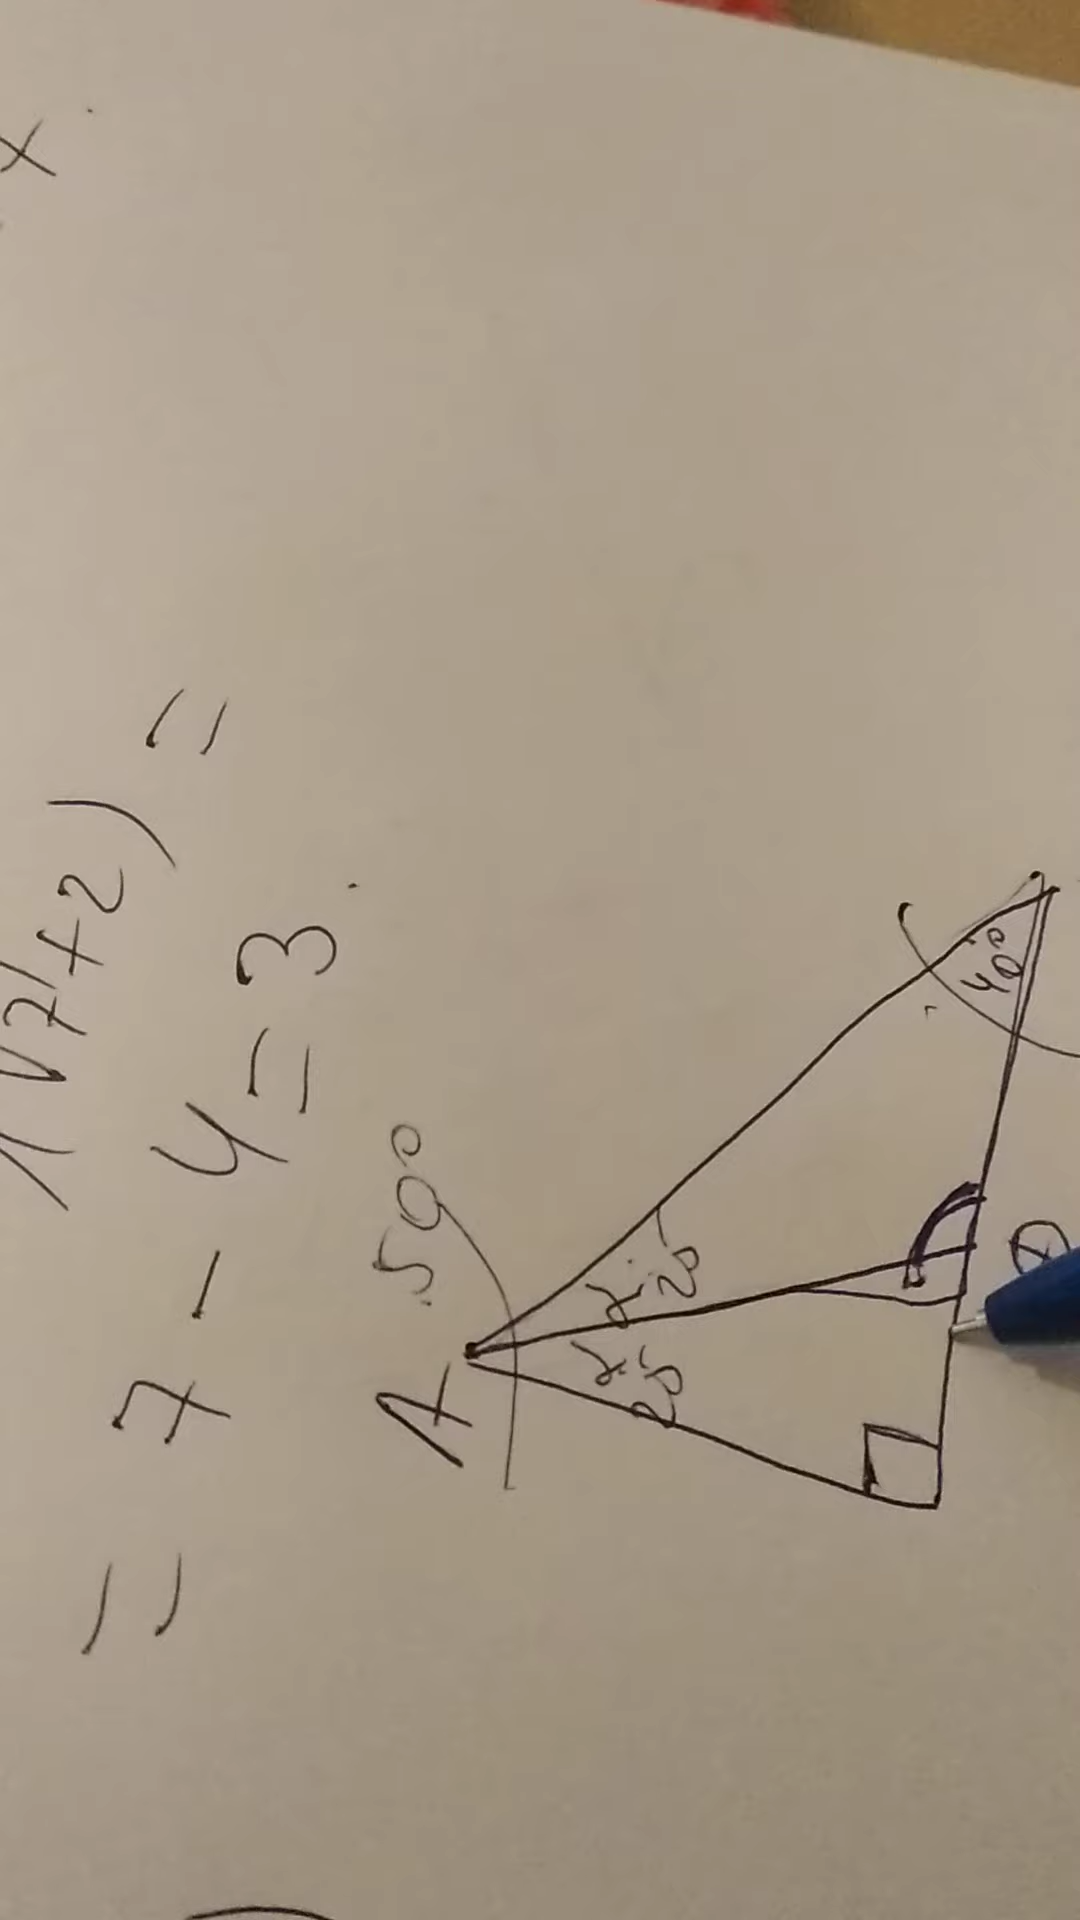 x.
(√7+2) =
= 7 - 4 = 3.
50°
A
α 25
α 25
40°
D